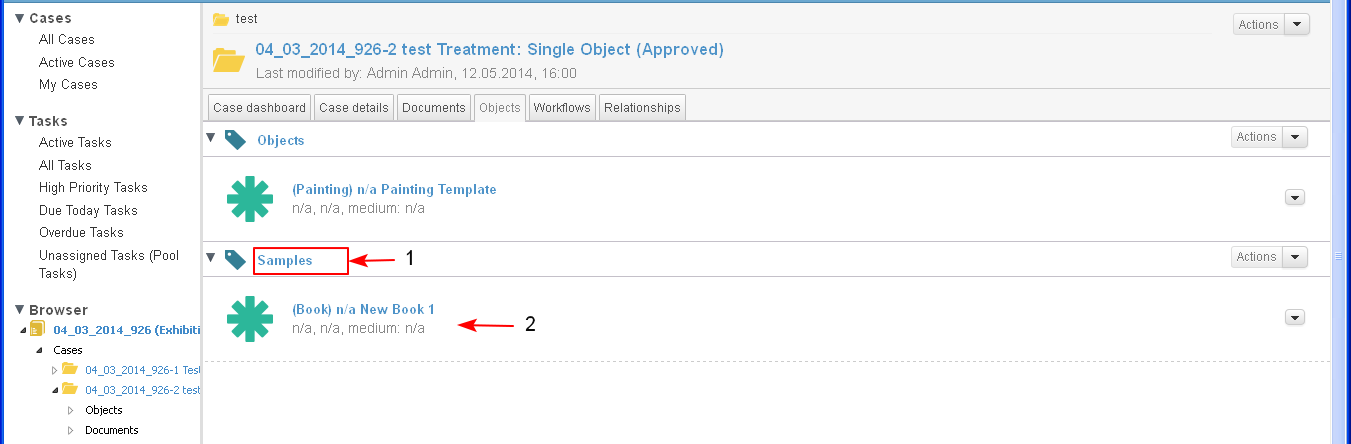 Cases
All Cases
Active Cases
My Cases
Tasks
Active Tasks
All Tasks
High Priority Tasks
Due Today Tasks
Overdue Tasks
Unassigned Tasks (Pool
Tasks)
Browser
04_03_2014_926 (Exhibiti
Cases
04_03_2014_926-1 Tes
04_03_2014_926-2 test
Objects
Documents
test
Actions
04_03_2014_926-2 test Treatment: Single Object (Approved)
Last modified by: Admin Admin, 12.05.2014, 16:00
Case dashboard Case details Documents Objects Workflows Relationships
Objects Actions
(Painting) n/a Painting Template
n/a, n/a, medium: n/a
Samples 1 Actions
(Book) n/a New Book 1
n/a, n/a, medium: n/a 2